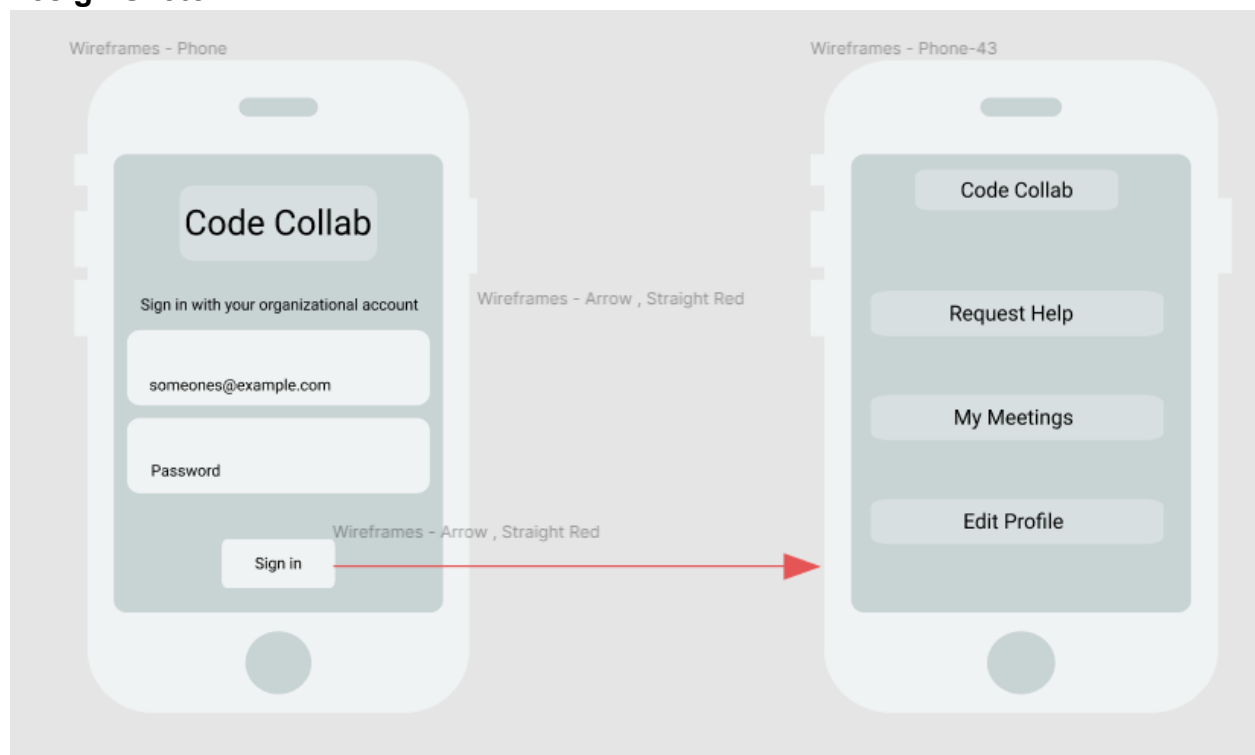 Wireframes - Phone
Code Collab
Sign in with your organizational account
someones@example.com
Password
Sign in
Wireframes - Arrow , Straight Red
Wireframes - Arrow , Straight Red
Wireframes - Phone-43
Code Collab
Request Help
My Meetings
Edit Profile